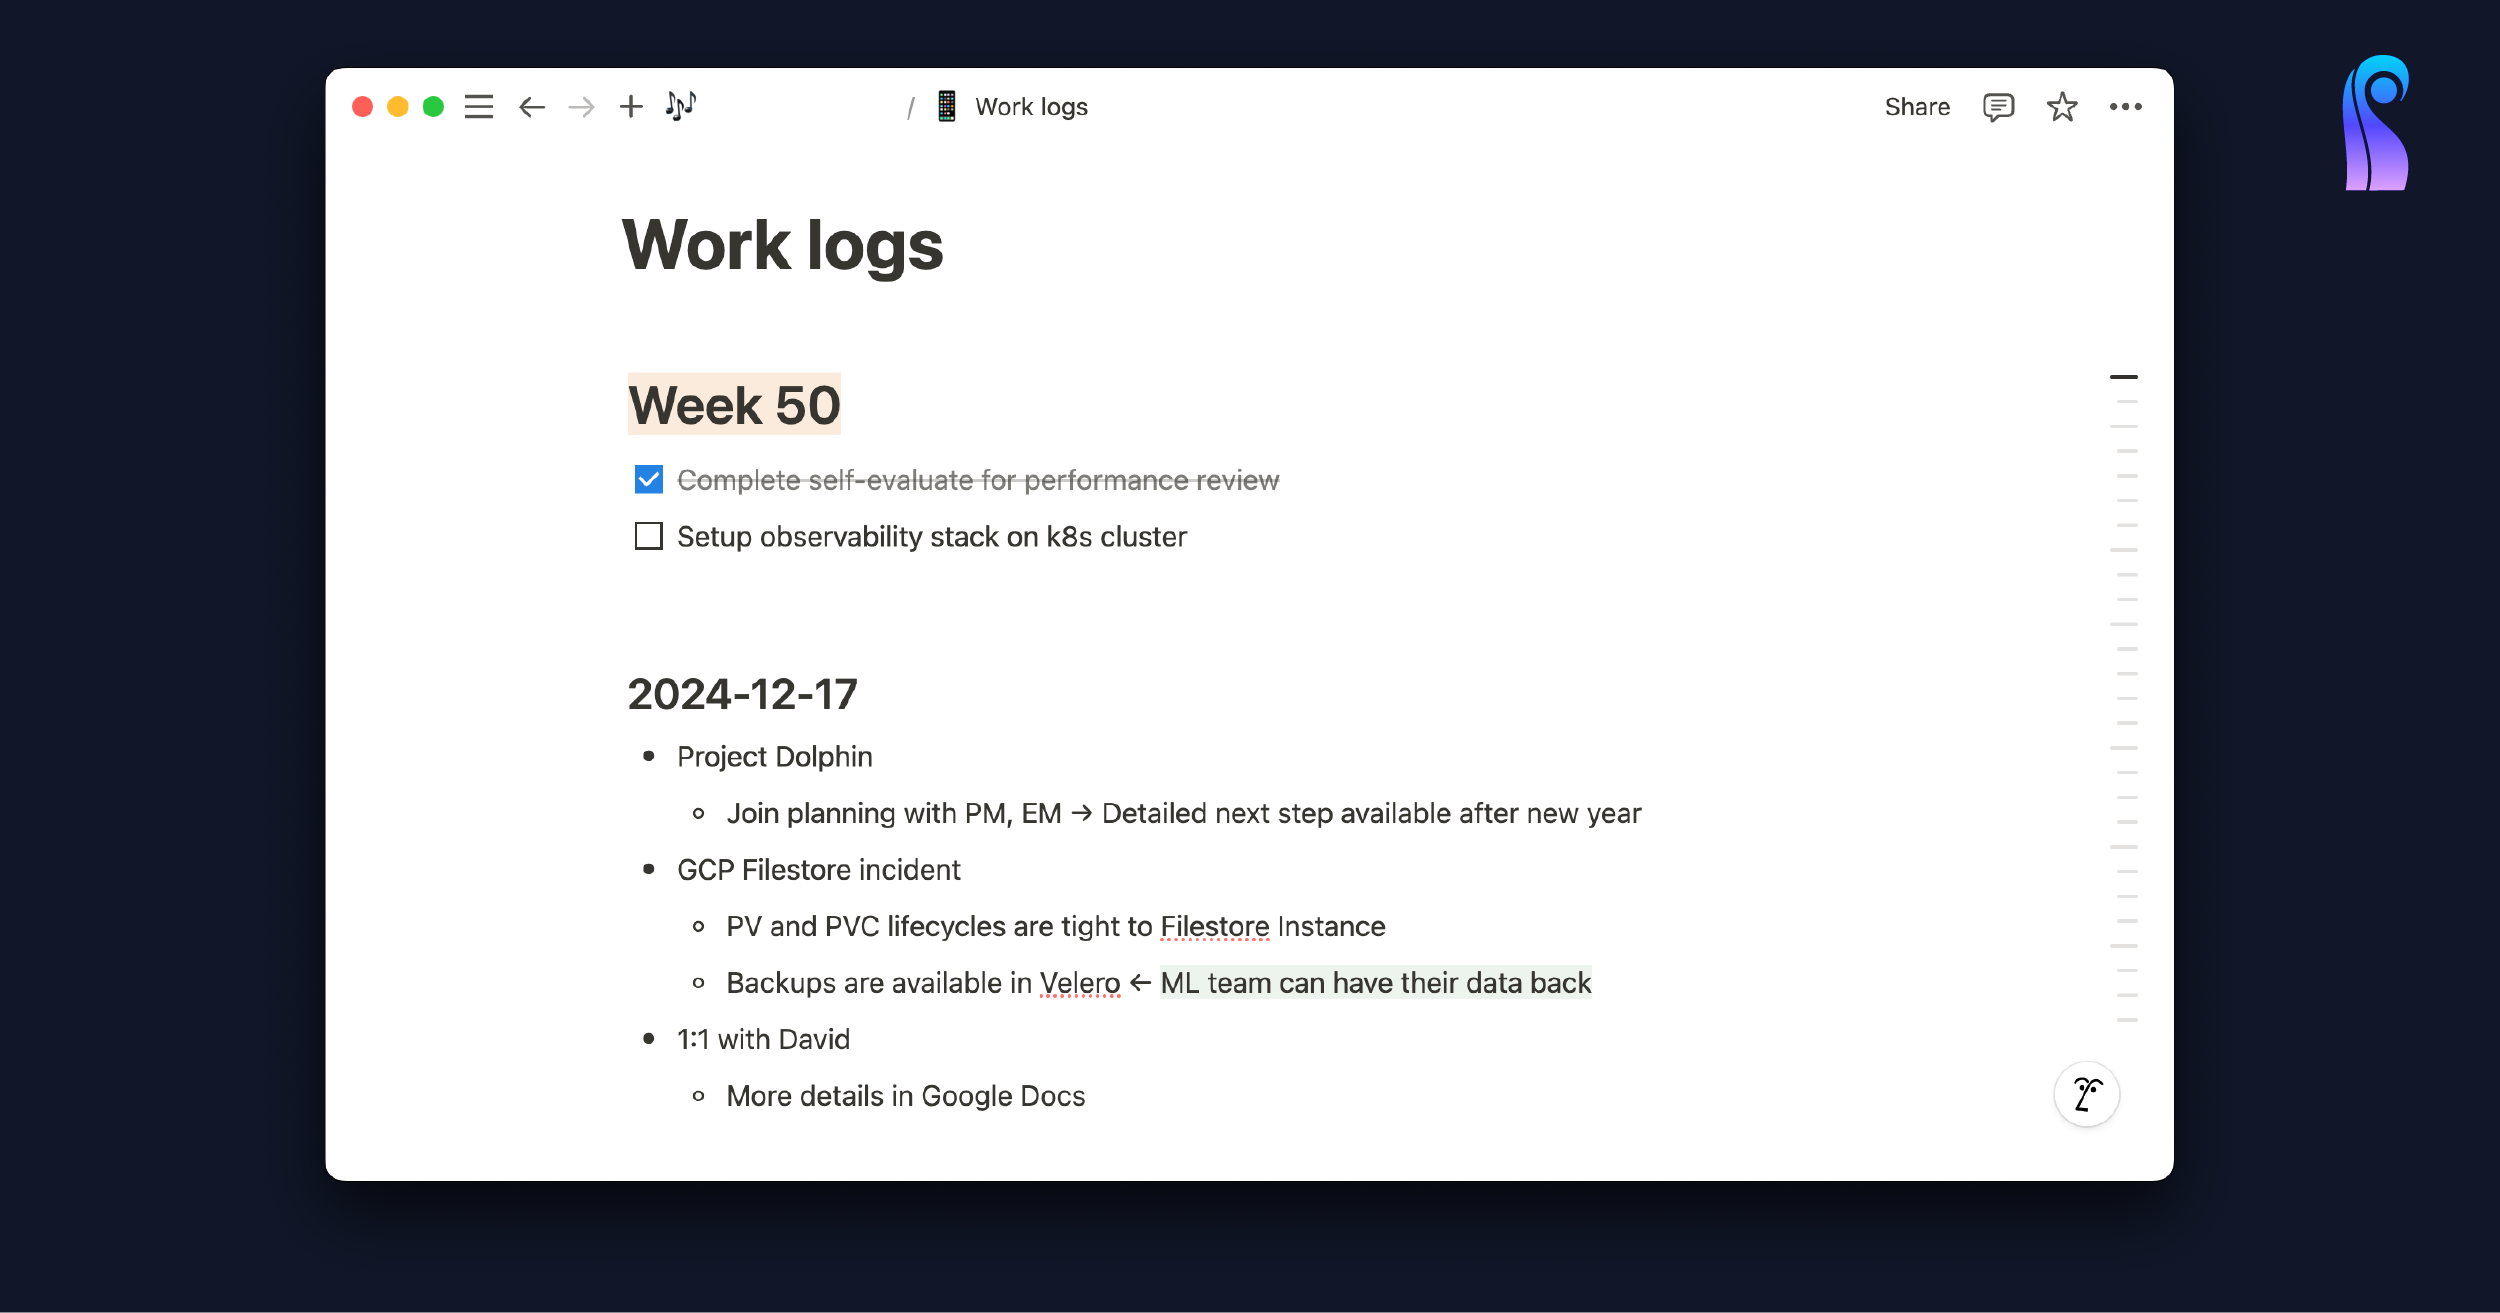 / Work logs
Share
Work logs
Week 50
Complete self-evaluate for performance review
Setup observability stack on k8s cluster
2024-12-17
Project Dolphin
Join planning with PM, EM → Detailed next step available after new year
GCP Filestore incident
PV and PVC lifecycles are tight to Filestore Instance
Backups are available in Velero ← ML team can have their data back
1:1 with David
More details in Google Docs